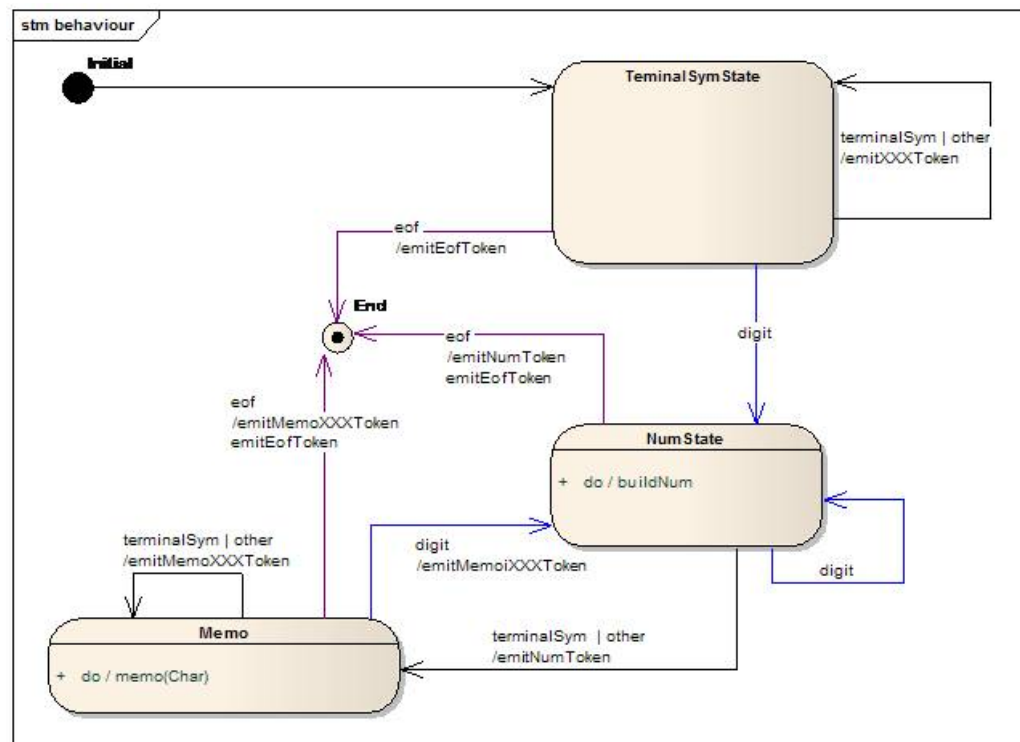 stm behaviour
Initial
TeminalSymState
terminalSym | other
/emitXXXToken
eof
/emitEofToken
End
digit
eof
/emitNumToken
emitEofToken
eof
/emitMemoXXXToken
emitEofToken
NumState
+ do / buildNum
terminalSym | other
/emitMemoXXXToken
digit
/emitMemoiXXXToken
digit
Memo
+ do / memo(Char)
terminalSym | other
/emitNumToken